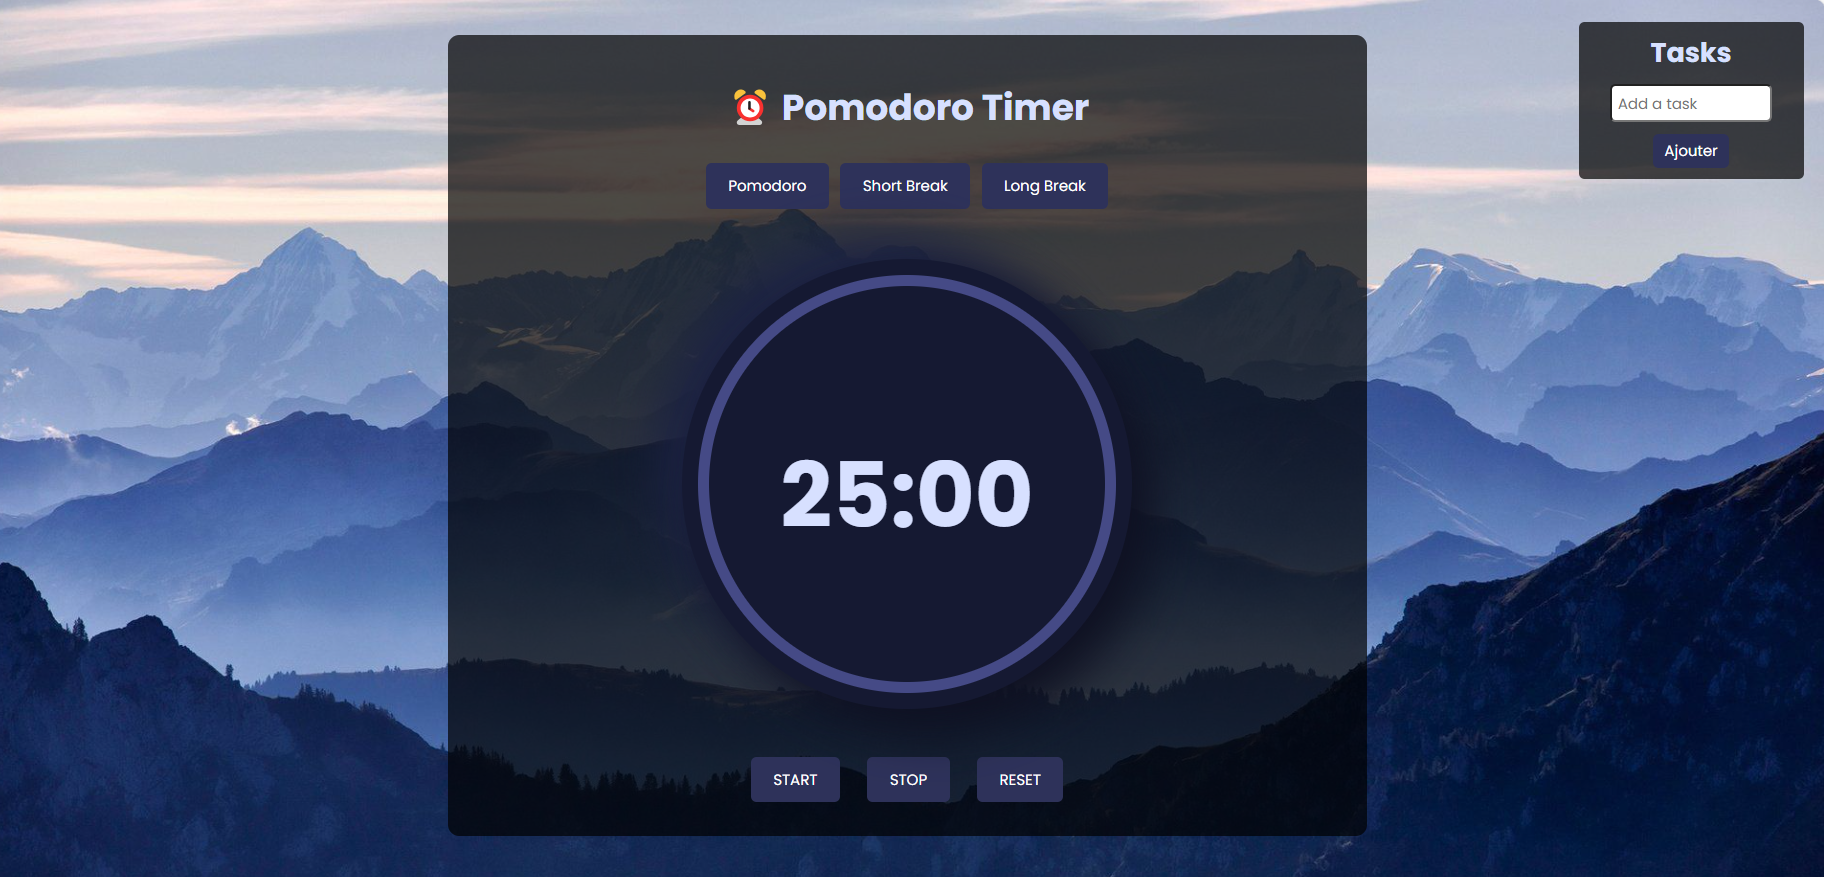 Pomodoro Timer
Pomodoro Short Break Long Break
25:00
START STOP RESET
Tasks
Add a task
Ajouter